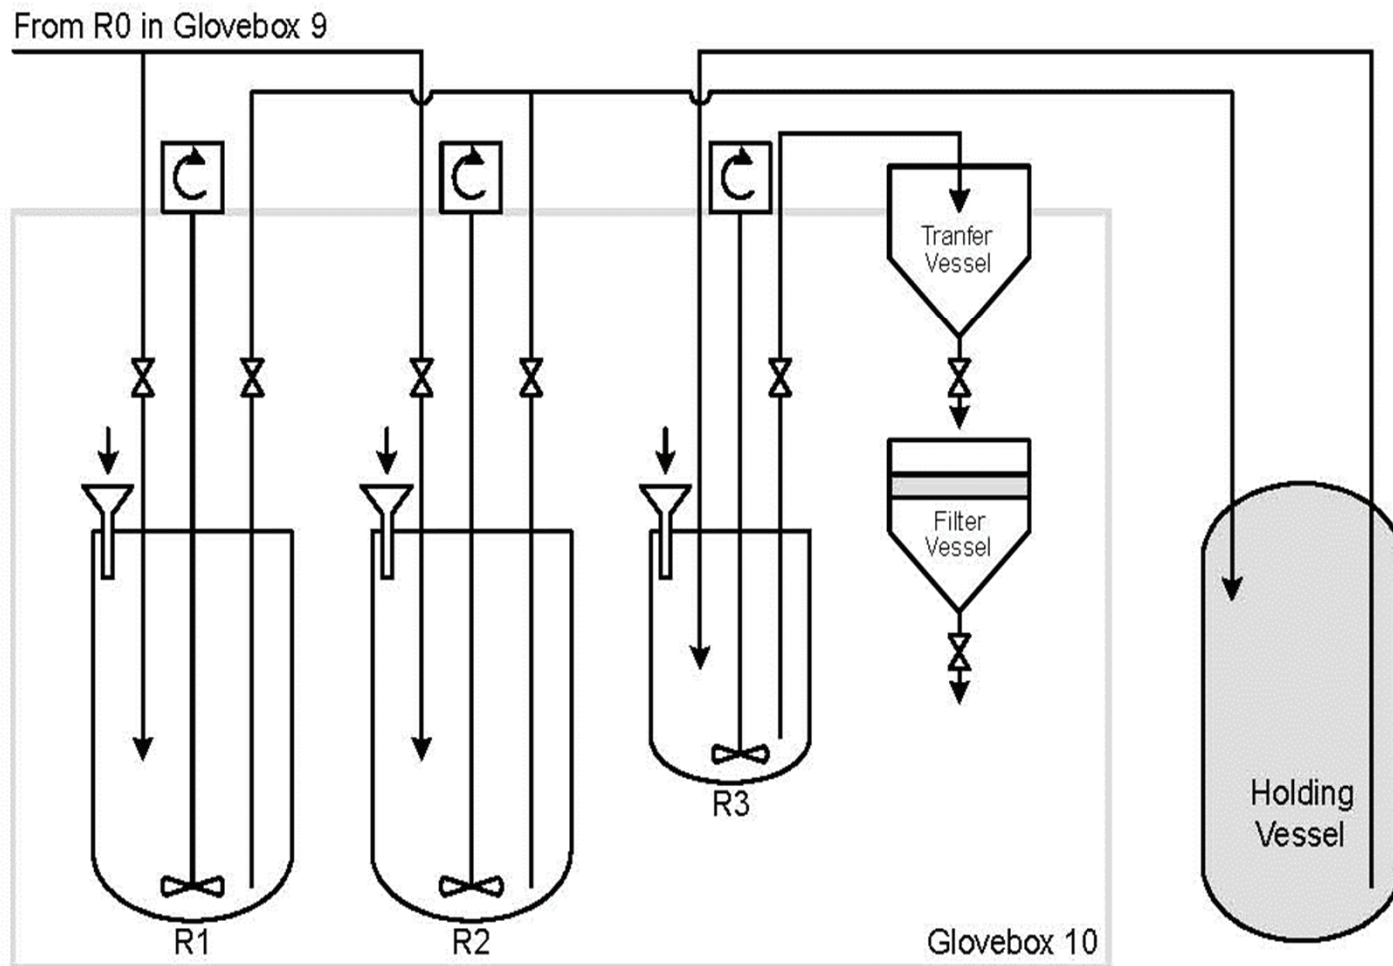 From R0 in Glovebox 9
Tranfer
Vessel
Filter
Vessel
R3
Holding
Vessel
R1
R2
Glovebox 10